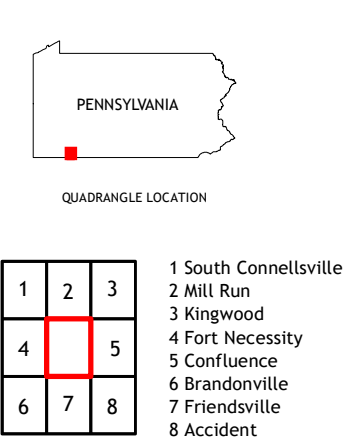 PENNSYLVANIA
QUADRANGLE LOCATION
1 2 3
4 5
6 7 8
1 South Connellsville
2 Mill Run
3 Kingwood
4 Fort Necessity
5 Confluence
6 Brandonville
7 Friendsville
8 Accident